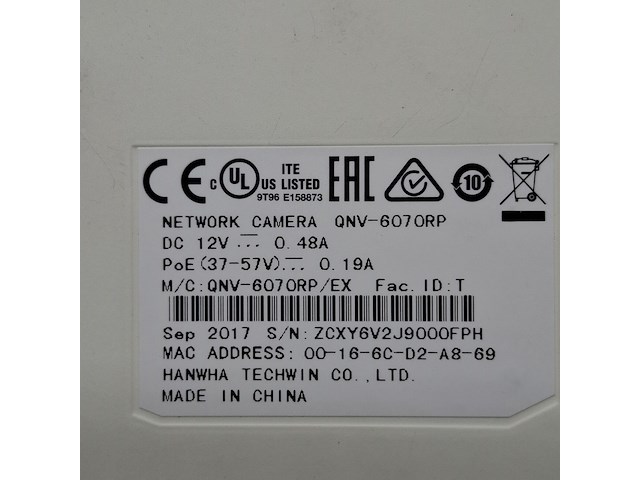 CE c UL US ITE LISTED 9T96 E158873 EAC 10
NETWORK CAMERA QNV-6070RP
DC 12V⎓ 0.48A
PoE(37-57V)⎓ 0.19A
M/C:QNV-6070RP/EX Fac.ID:T
Sep 2017 S/N:ZCXY6V2J9000FPH
MAC ADDRESS: 00-16-6C-D2-A8-69
HANWHA TECHWIN CO.,LTD.
MADE IN CHINA